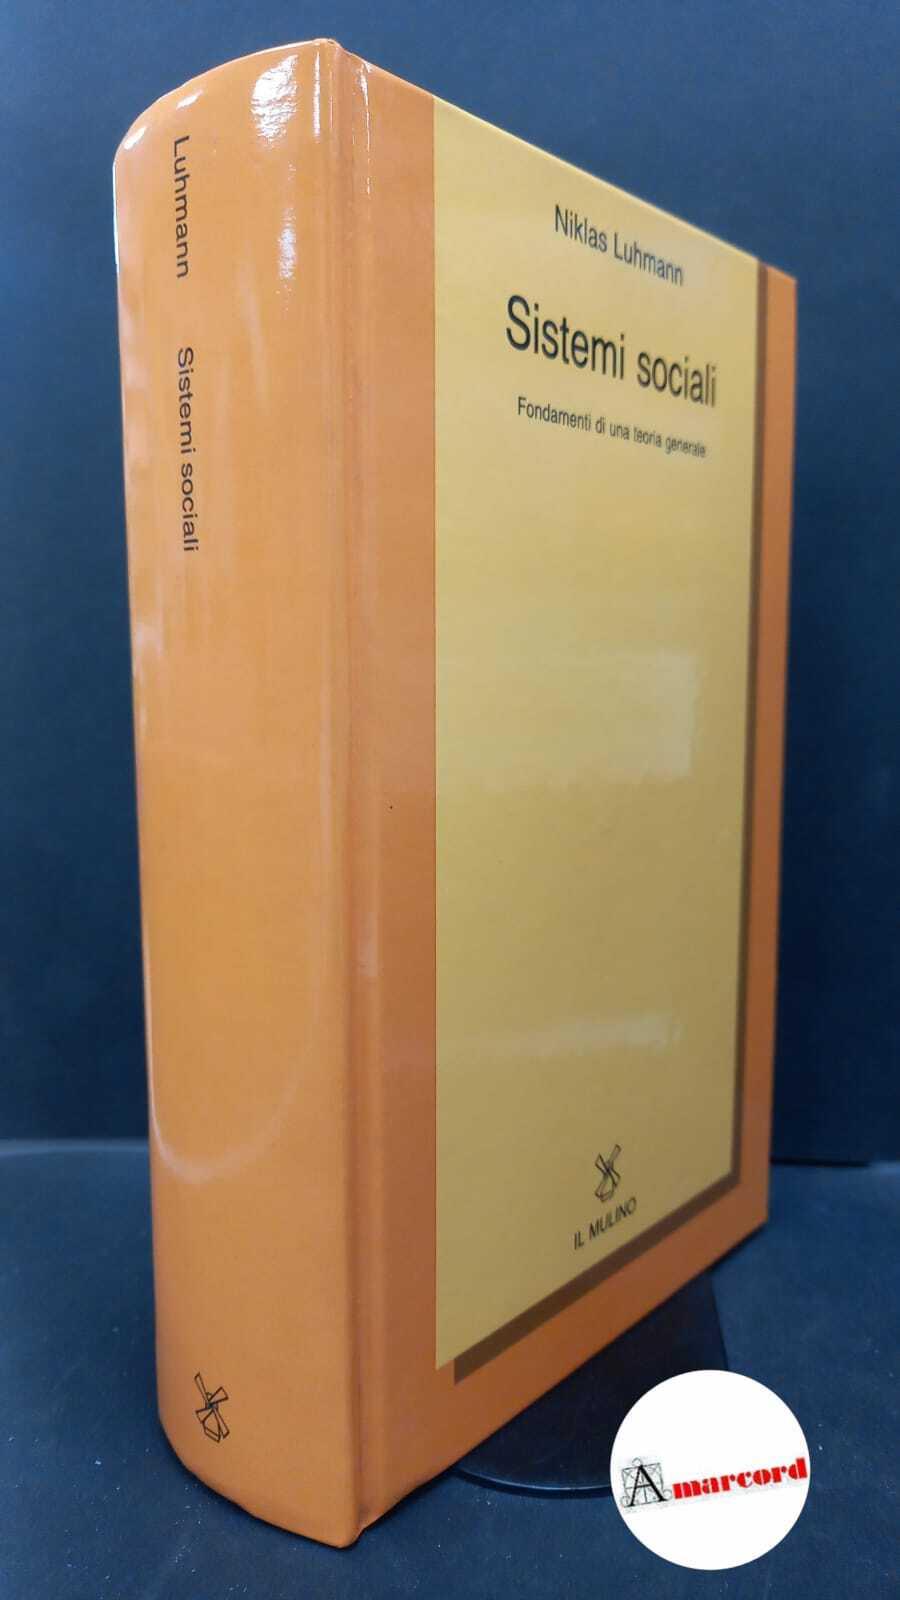 Luhmann Sistemi sociali
Niklas Luhmann
Sistemi sociali
Fondamenti di una teoria generale
IL MULINO
Amarcord